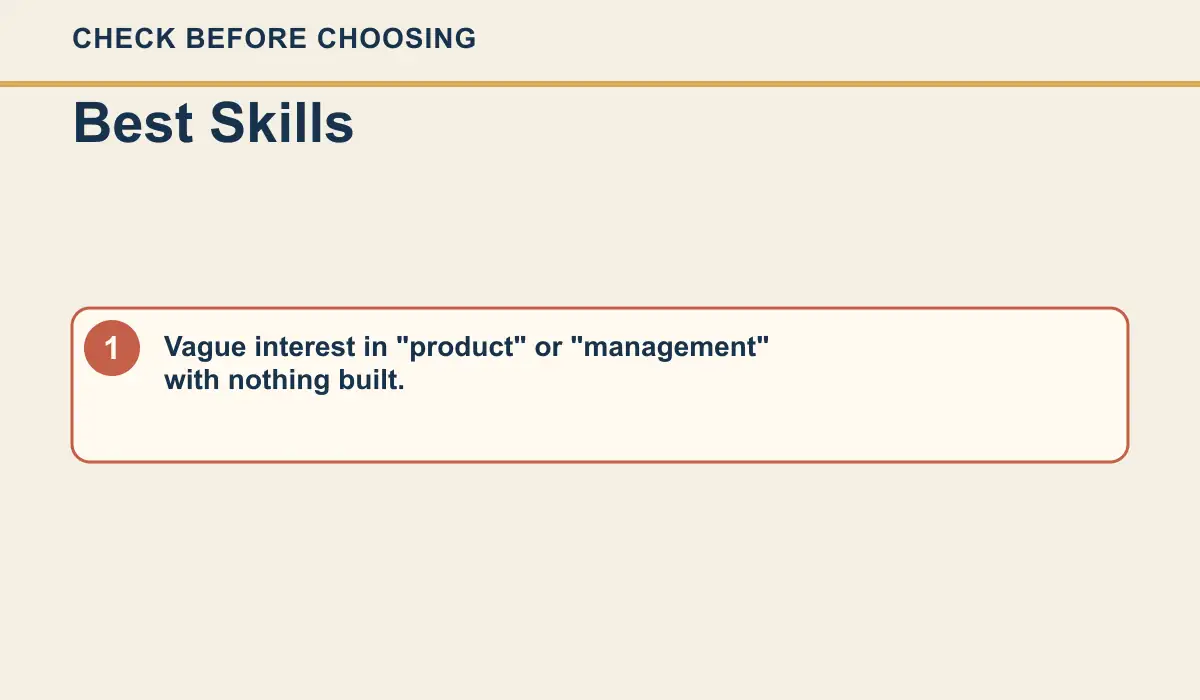 CHECK BEFORE CHOOSING
Best Skills
1
Vague interest in "product" or "management"
with nothing built.